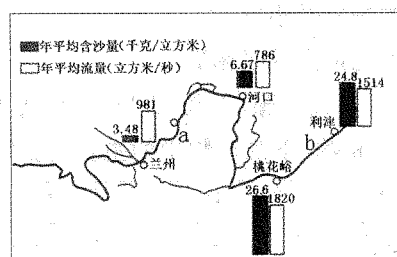 年平均含沙量(千克/立方米)
年平均流量(立方米/秒)
6.67
786
河口
24.8
1514
利津
981
3.48
a
兰州
b
桃花峪
26.6
1820